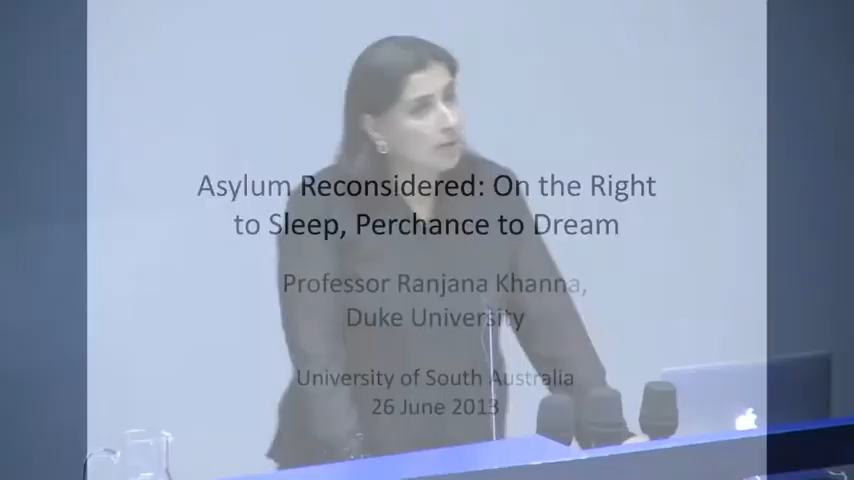 Asylum Reconsidered: On the Right
to Sleep, Perchance to Dream
Professor Ranjana Khanna,
Duke University
University of South Australia
26 June 2013